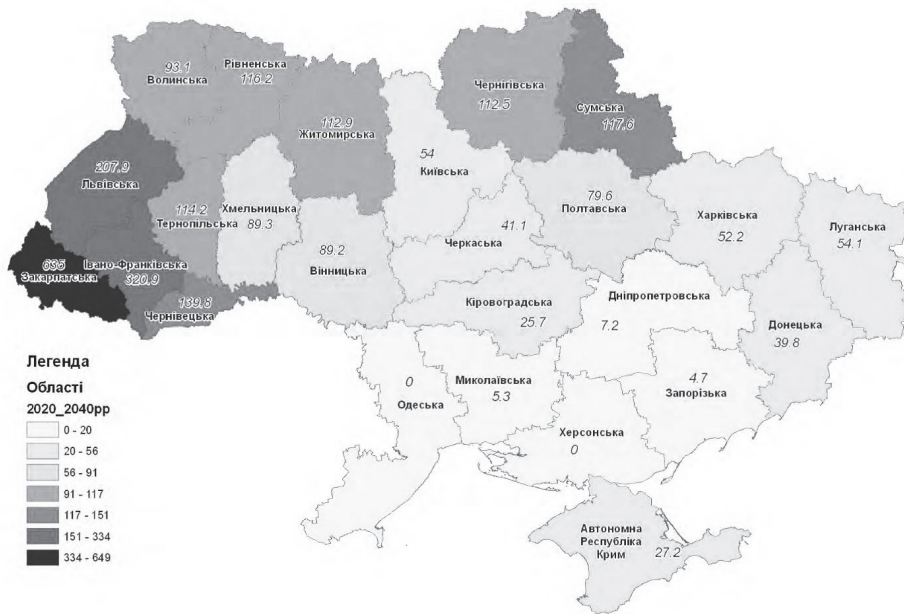 93.1
Волинська
Рівненська
116.2
112.9
Житомирська
Чернігівська
112.5
Сумська
117.6
207.9
Львівська
114.2
Тернопільська
Хмельницька
89.3
54
Київська
79.6
Полтавська
Харківська
52.2
Луганська
54.1
41.1
Черкаська
89.2
Вінницька
635
Закарпатська
Івано-Франківська
320.9
139.8
Чернівецька
Кіровоградська
25.7
Дніпропетровська
7.2
Донецька
39.8
0
Одеська
Миколаївська
5.3
4.7
Запорізька
Херсонська
0
Автономна
Республіка
Крим 27.2
Легенда
Області
2020_2040рр
0 - 20
20 - 56
56 - 91
91 - 117
117 - 151
151 - 334
334 - 649